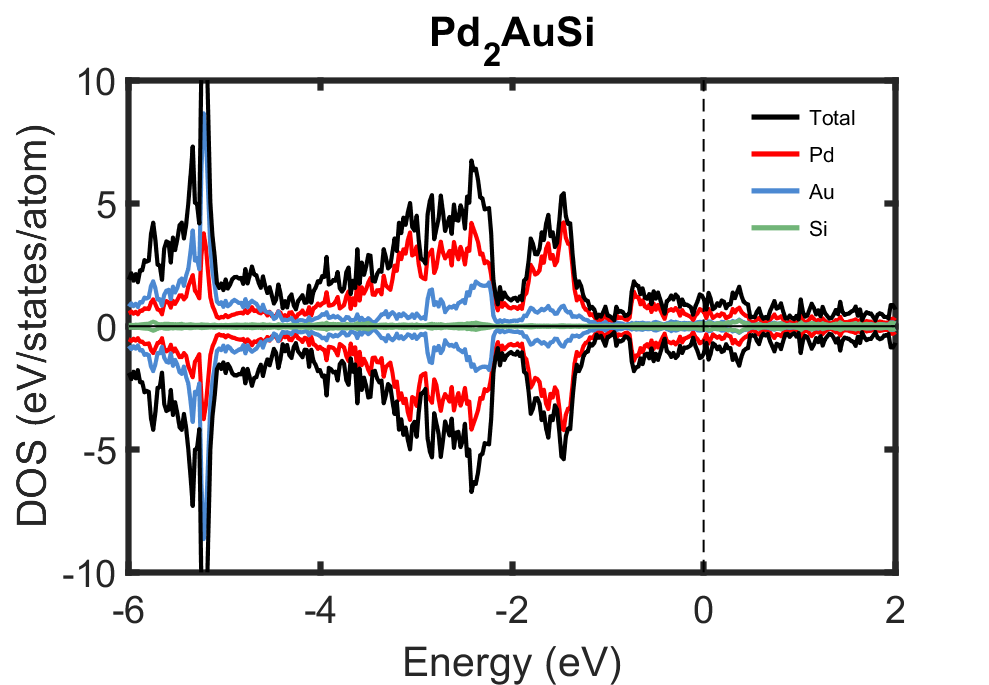 Pd₂AuSi
DOS (eV/states/atom)
10
5
0
0
-5
-10
Total
Pd
Au
Si
-6
-4
-2
0
2
Energy (eV)